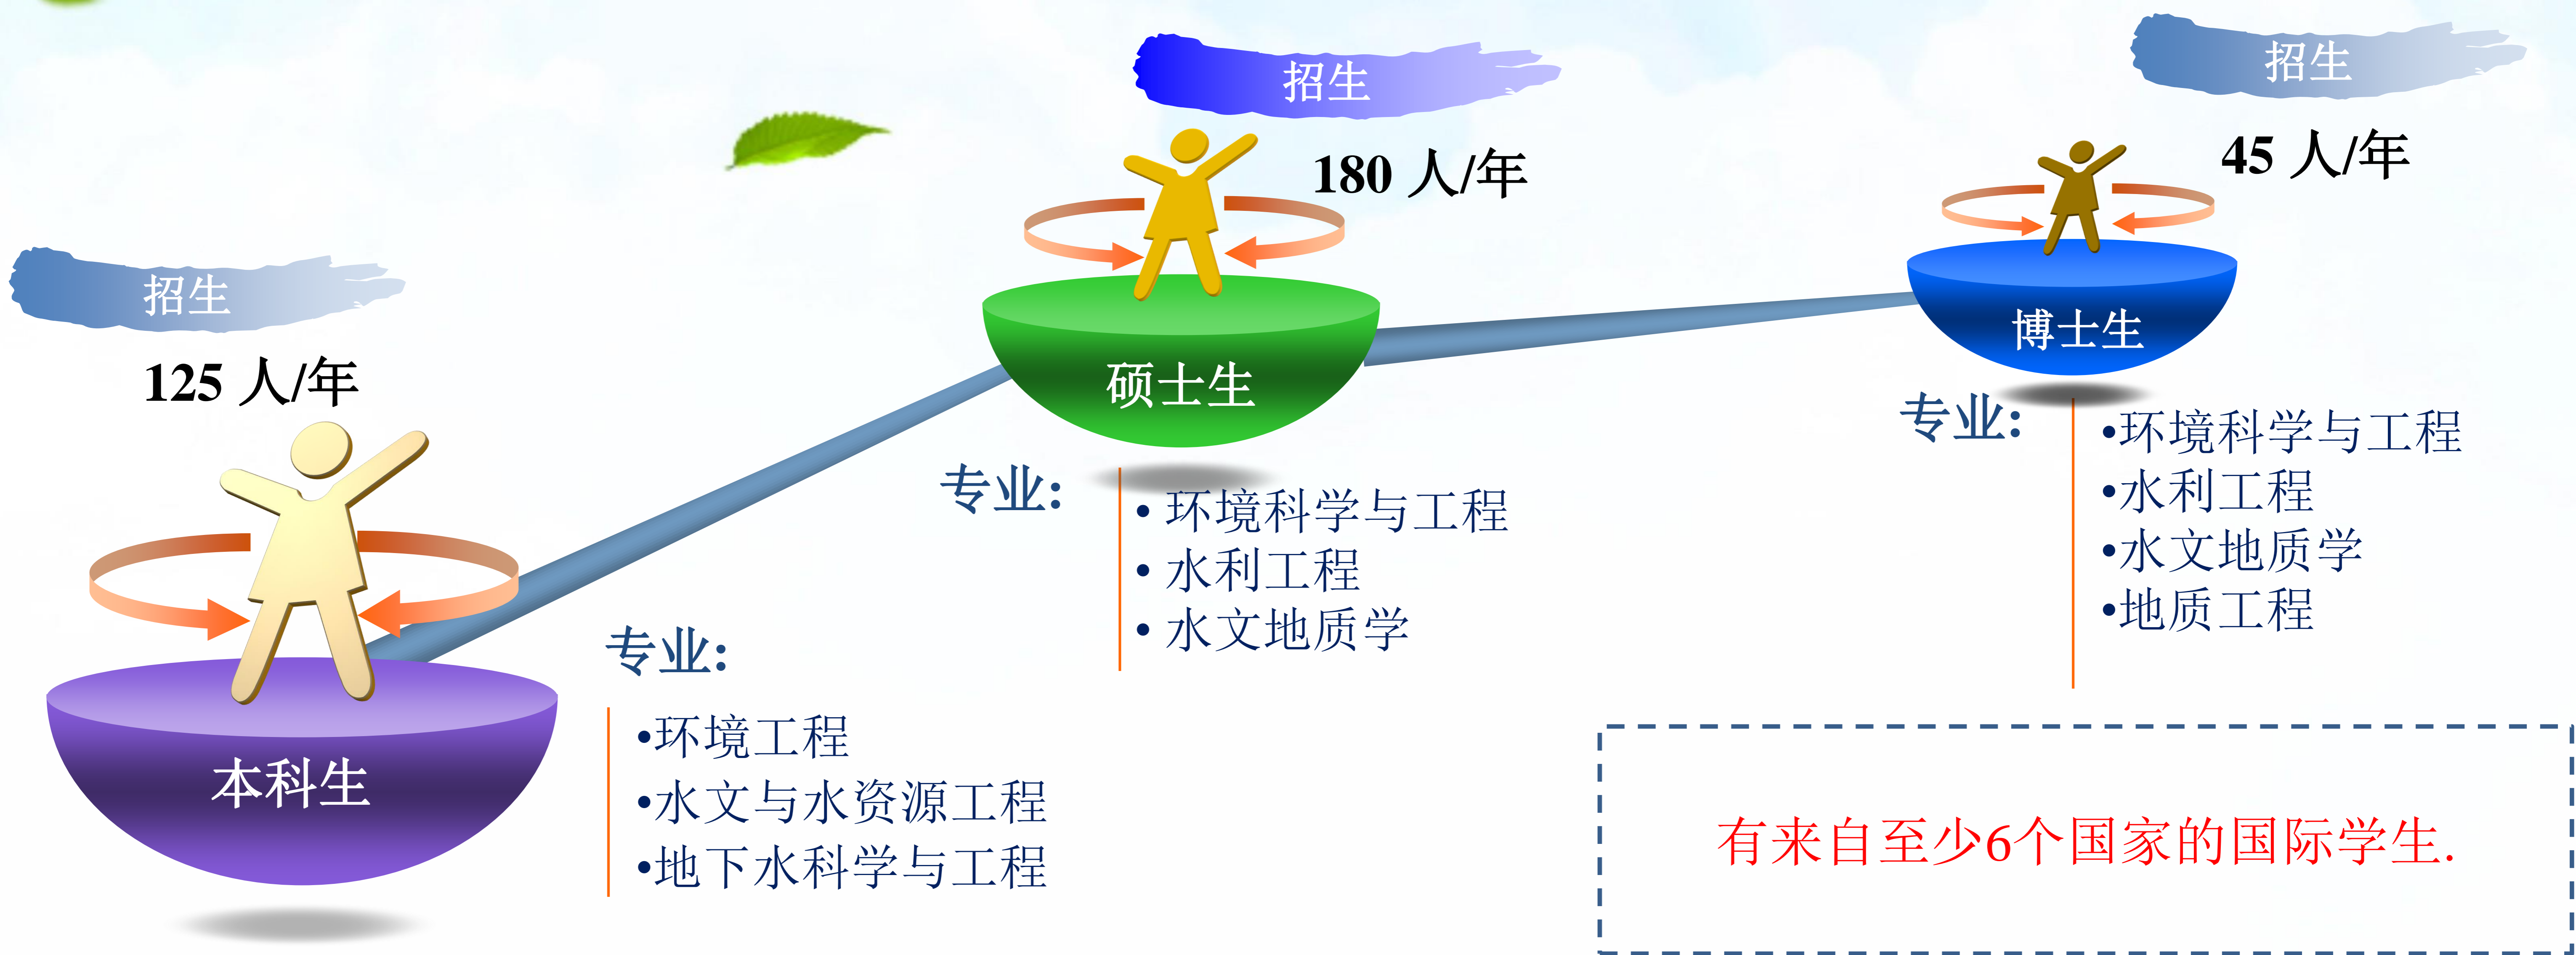 招生
125 人/年
本科生
专业:
•环境工程
•水文与水资源工程
•地下水科学与工程
招生
180 人/年
硕士生
专业:
• 环境科学与工程
• 水利工程
• 水文地质学
招生
45 人/年
博士生
专业:
•环境科学与工程
•水利工程
•水文地质学
•地质工程
有来自至少6个国家的国际学生.